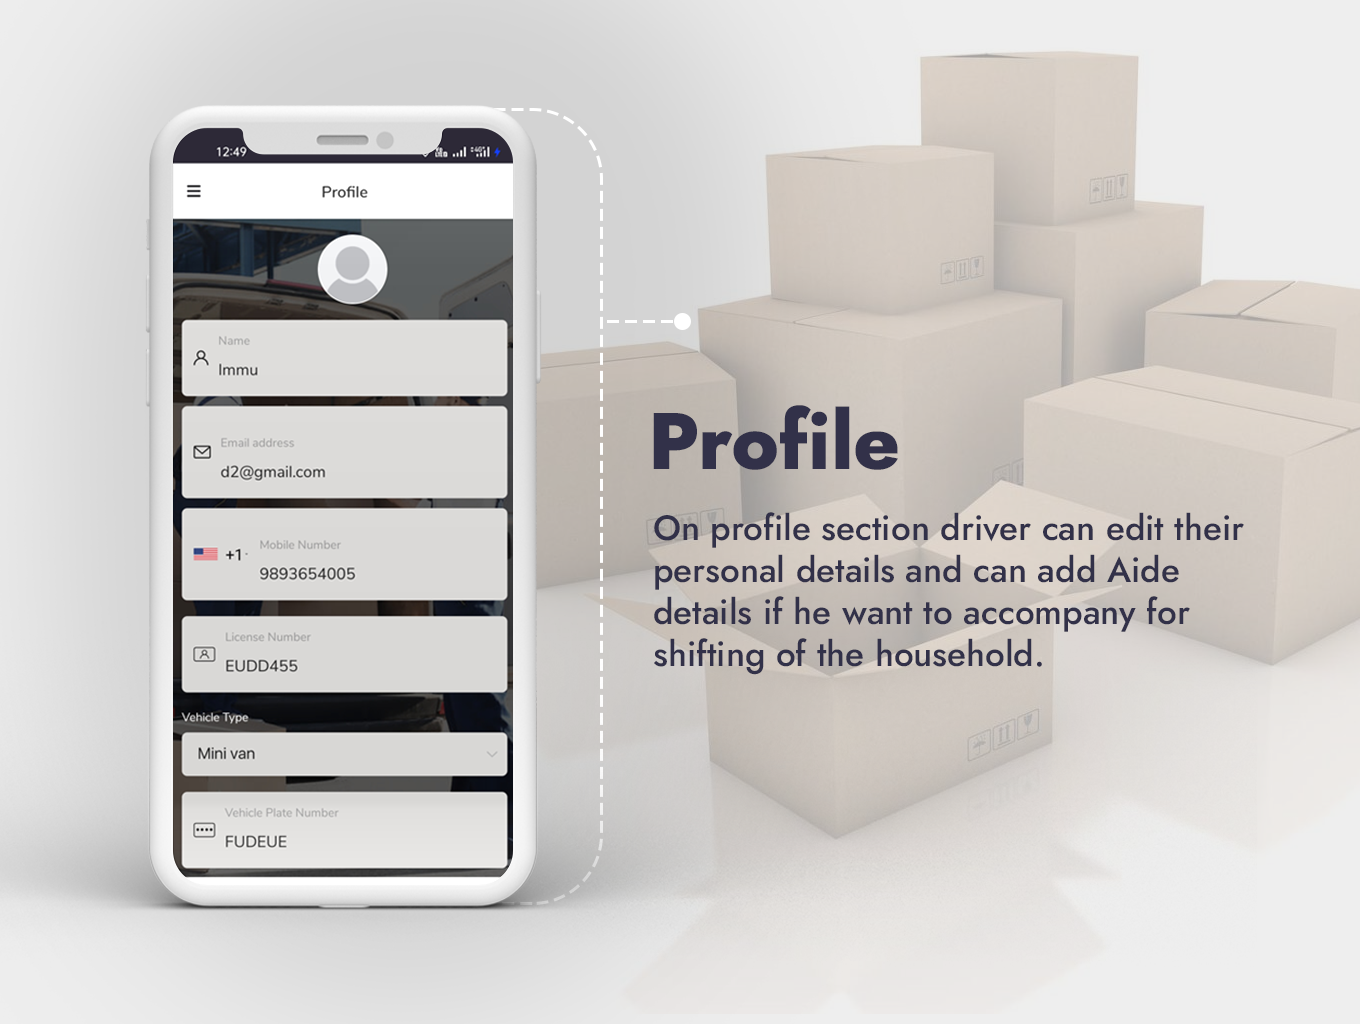 12:49
Profile
Name
Immu
Email address
d2@gmail.com
Mobile Number
+1
9893654005
License Number
EUDD455
Vehicle Type
Mini van
Vehicle Plate Number
FUDEUE
Profile
On profile section driver can edit their
personal details and can add Aide
details if he want to accompany for
shifting of the household.